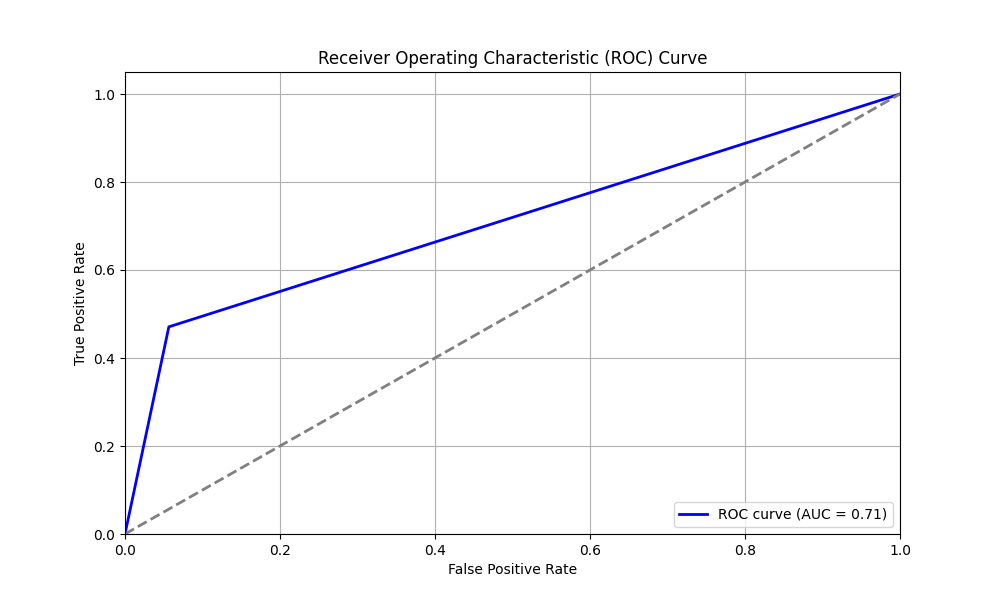 Receiver Operating Characteristic (ROC) Curve
1.0
0.8
0.6
0.4
0.2
0.0
True Positive Rate
ROC curve (AUC = 0.71)
0.0 0.2 0.4 0.6 0.8 1.0
False Positive Rate